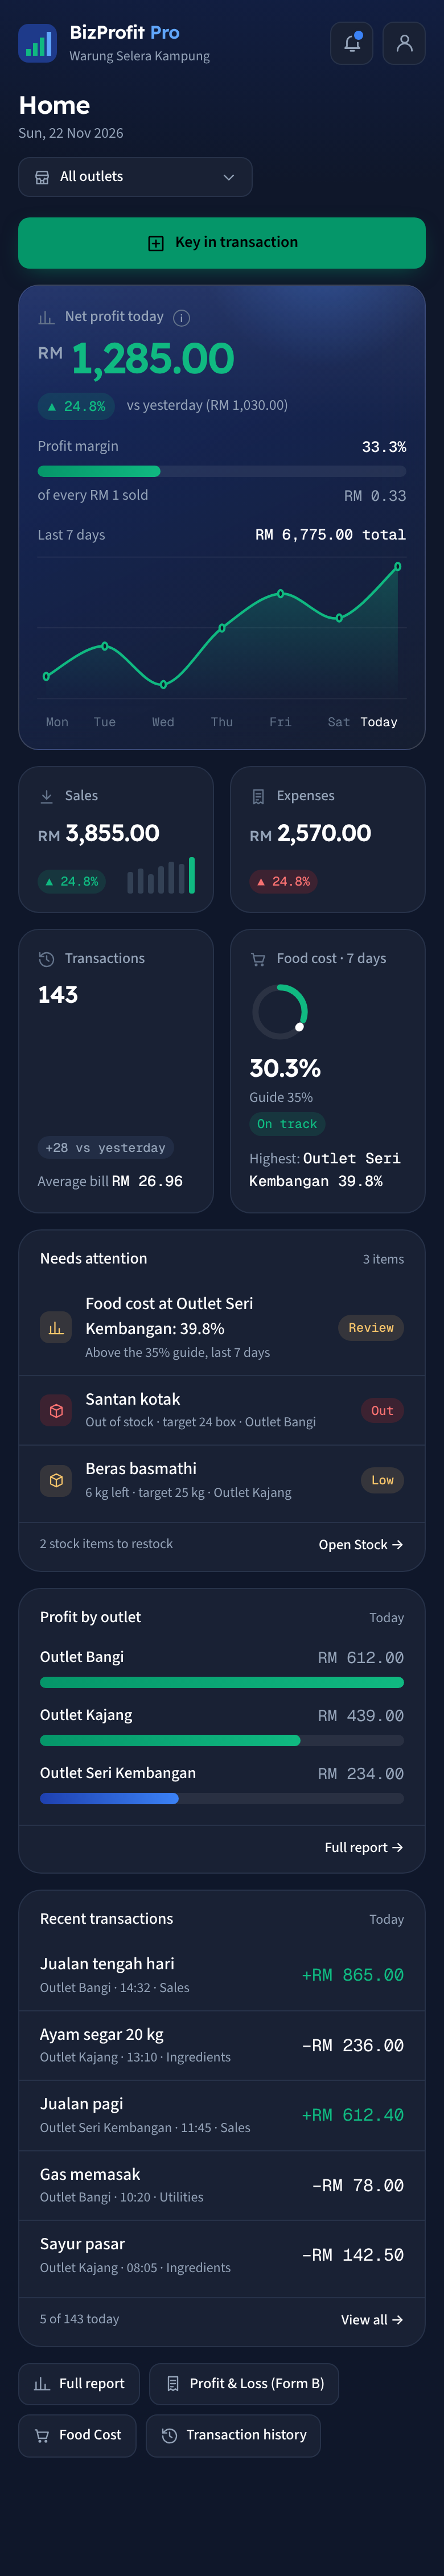 BizProfit Pro
Warung Selera Kampung
Home
Sun, 22 Nov 2026
All outlets
Key in transaction
Net profit today
RM 1,285.00
▲ 24.8% vs yesterday (RM 1,030.00)
Profit margin 33.3%
of every RM 1 sold RM 0.33
Last 7 days RM 6,775.00 total
Mon Tue Wed Thu Fri Sat Today
Sales
RM 3,855.00
▲ 24.8%
Expenses
RM 2,570.00
▲ 24.8%
Transactions
143
+28 vs yesterday
Average bill RM 26.96
Food cost · 7 days
30.3%
Guide 35%
On track
Highest: Outlet Seri
Kembangan 39.8%
Needs attention 3 items
Food cost at Outlet Seri
Kembangan: 39.8%
Above the 35% guide, last 7 days
Review
Santan kotak
Out of stock · target 24 box · Outlet Bangi
Out
Beras basmathi
6 kg left · target 25 kg · Outlet Kajang
Low
2 stock items to restock Open Stock →
Profit by outlet Today
Outlet Bangi RM 612.00
Outlet Kajang RM 439.00
Outlet Seri Kembangan RM 234.00
Full report →
Recent transactions Today
Jualan tengah hari
Outlet Bangi · 14:32 · Sales
+RM 865.00
Ayam segar 20 kg
Outlet Kajang · 13:10 · Ingredients
−RM 236.00
Jualan pagi
Outlet Seri Kembangan · 11:45 · Sales
+RM 612.40
Gas memasak
Outlet Bangi · 10:20 · Utilities
−RM 78.00
Sayur pasar
Outlet Kajang · 08:05 · Ingredients
−RM 142.50
5 of 143 today View all →
Full report
Profit & Loss (Form B)
Food Cost
Transaction history